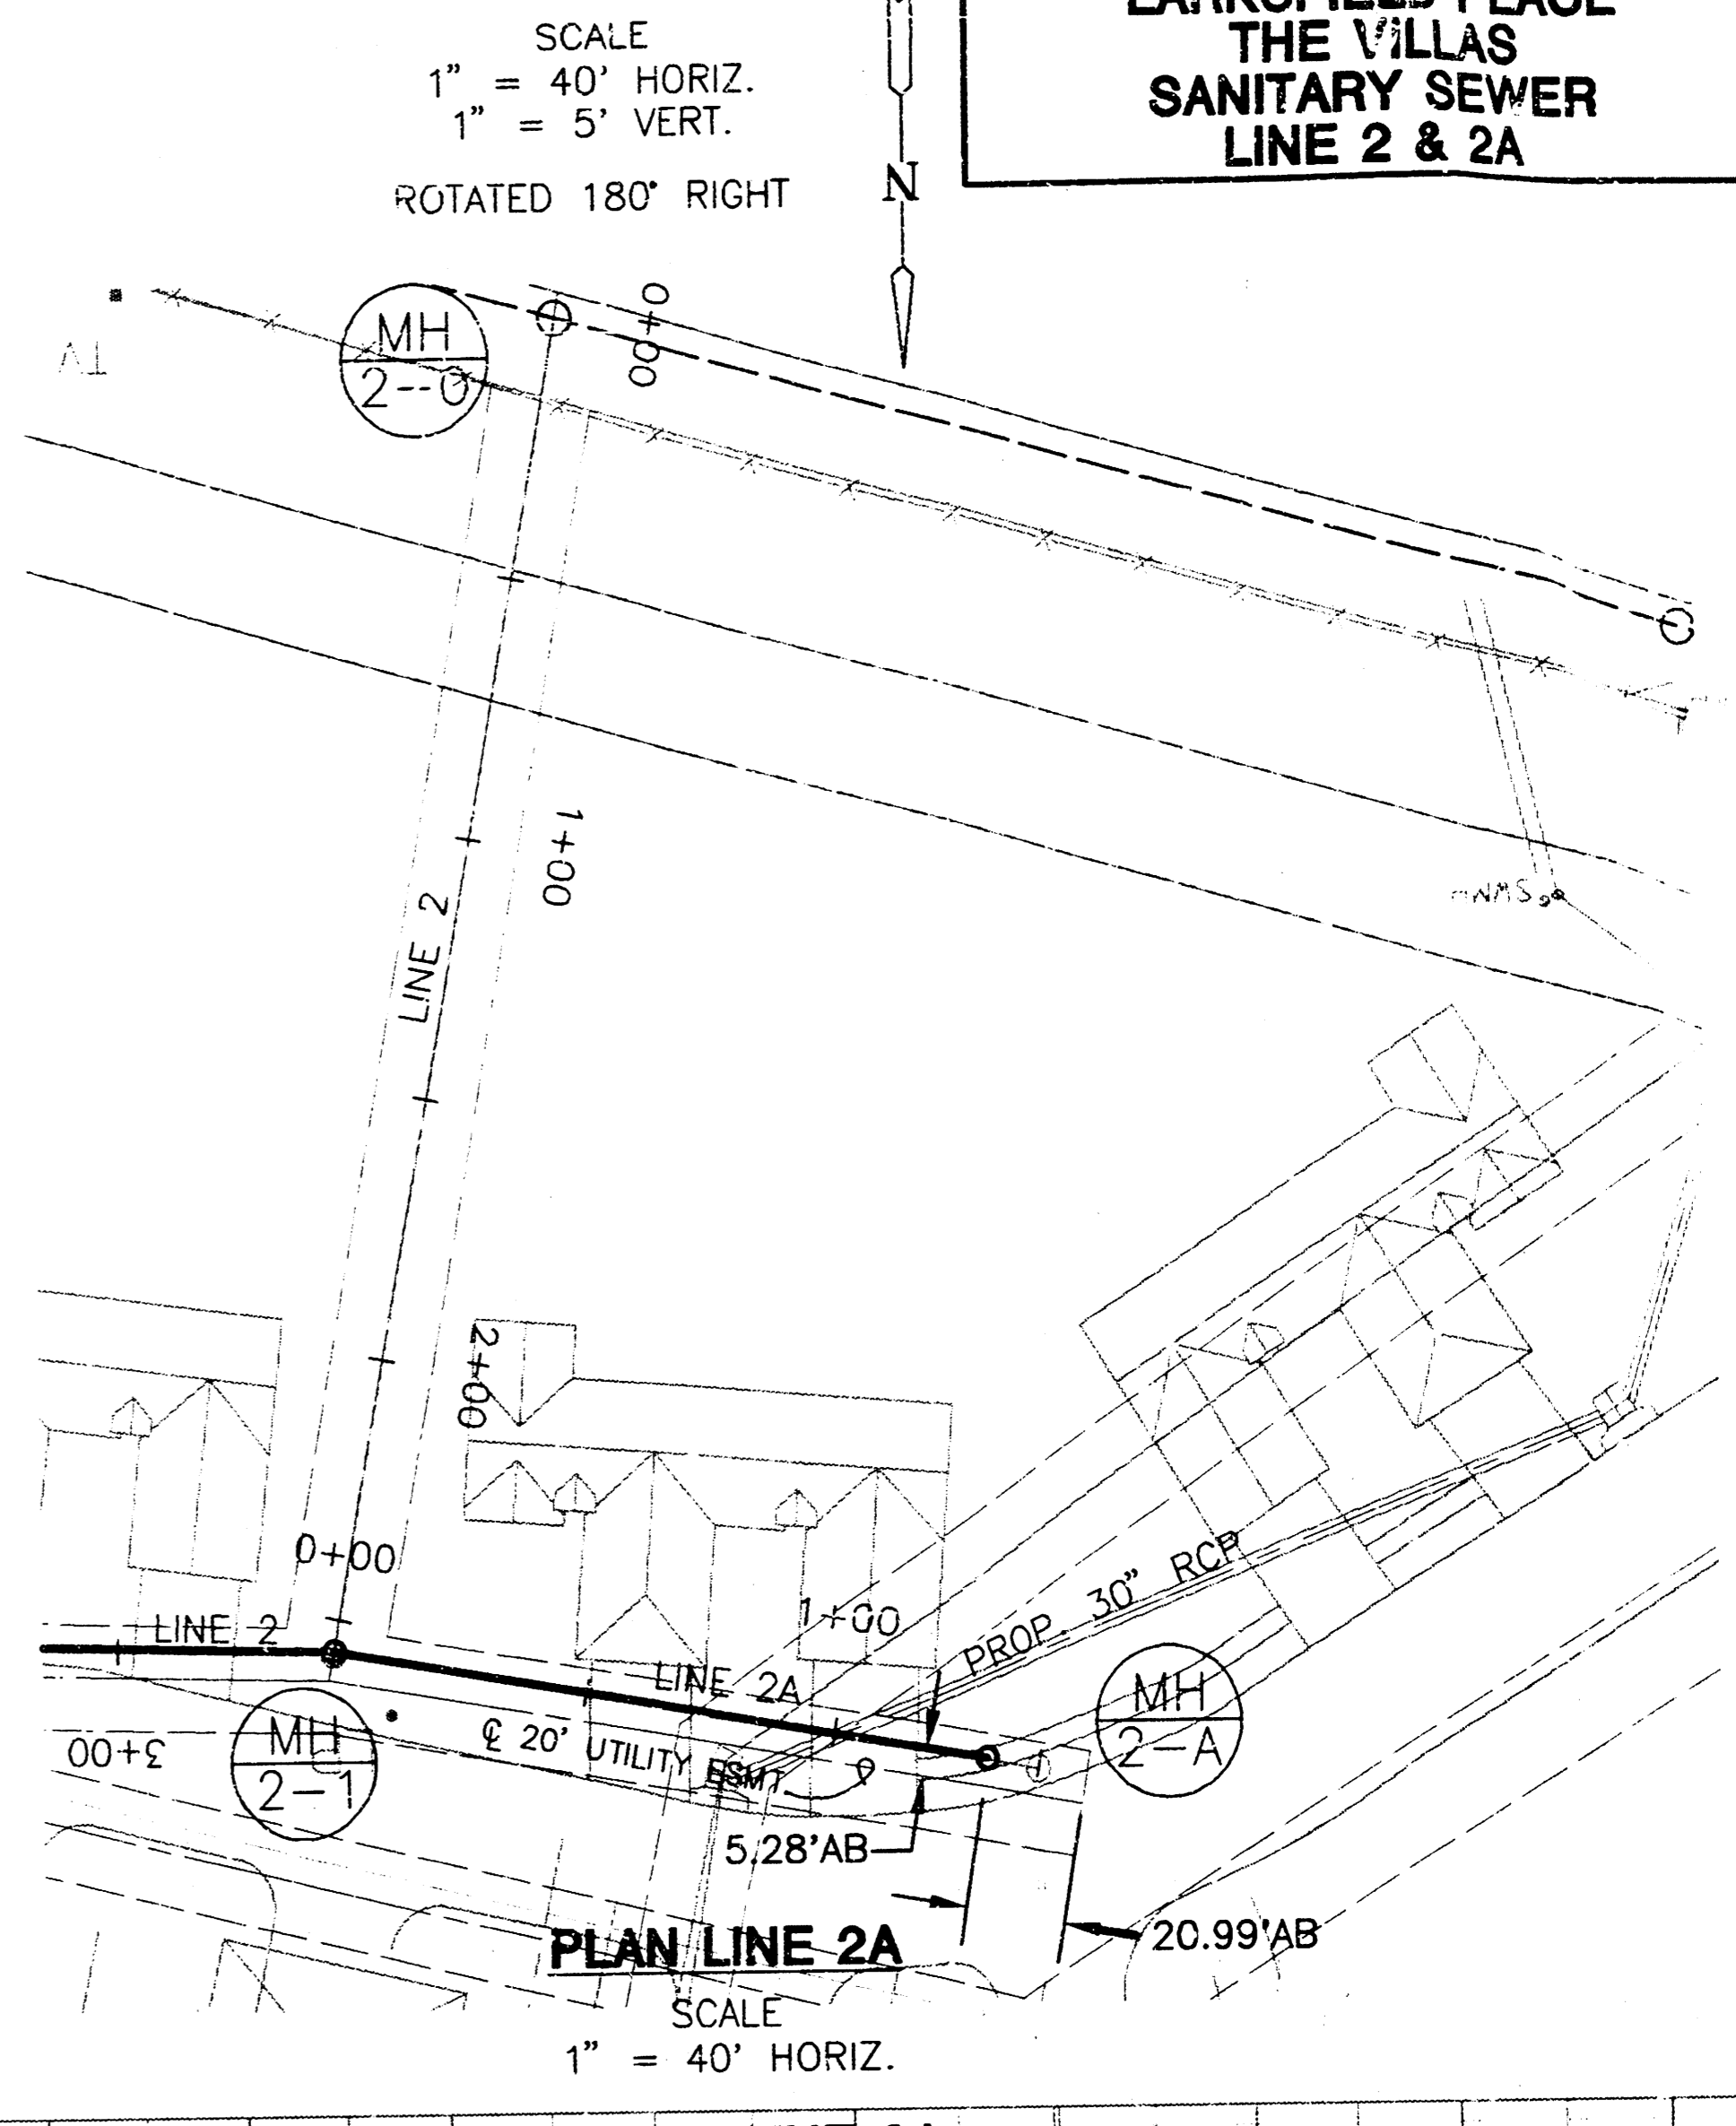 SCALE
1" = 40' HORIZ.
1" = 5' VERT.
ROTATED 180° RIGHT
N
THE VILLAS
SANITARY SEWER
LINE 2 & 2A
MH
2-0
0+00
TV
1+00
LINE 2
2+00
0+00
LINE 2
1+00
PROP. 30" RCP
LINE 2A
MH
2-A
3+00
MH
2-1
℄ 20' UTILITY ESMT
5.28'AB
20.99'AB
PLAN LINE 2A
SCALE
1" = 40' HORIZ.